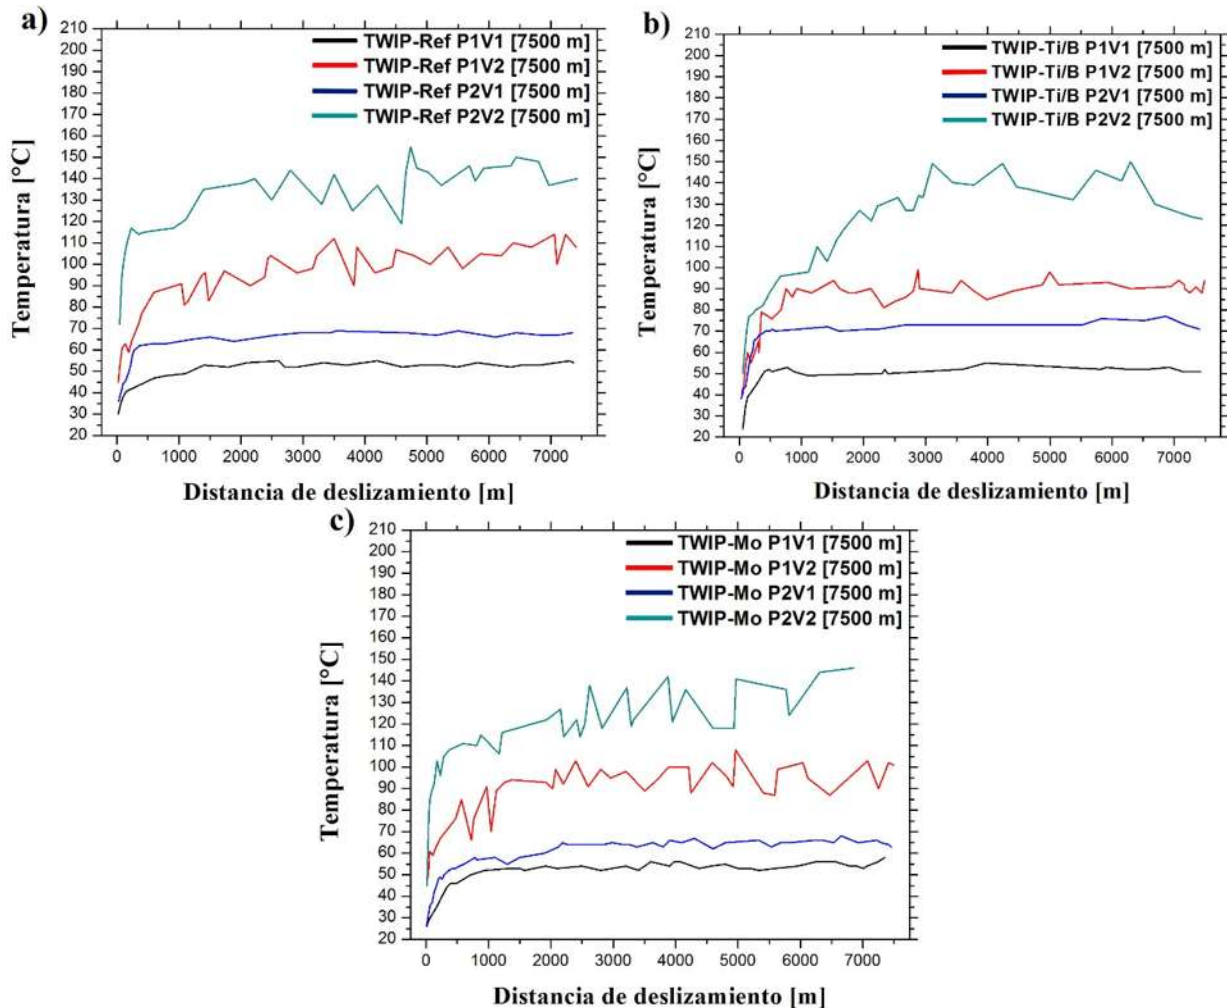 a)
TWIP-Ref P1V1 [7500 m]
TWIP-Ref P1V2 [7500 m]
TWIP-Ref P2V1 [7500 m]
TWIP-Ref P2V2 [7500 m]
210
200
190
180
170
160
150
140
130
120
110
100
90
80
70
60
50
40
30
20
Temperatura [°C]
0 1000 2000 3000 4000 5000 6000 7000
Distancia de deslizamiento [m]
b)
TWIP-Ti/B P1V1 [7500 m]
TWIP-Ti/B P1V2 [7500 m]
TWIP-Ti/B P2V1 [7500 m]
TWIP-Ti/B P2V2 [7500 m]
210
200
190
180
170
160
150
140
130
120
110
100
90
80
70
60
50
40
30
20
Temperatura [°C]
0 1000 2000 3000 4000 5000 6000 7000
Distancia de deslizamiento [m]
c)
TWIP-Mo P1V1 [7500 m]
TWIP-Mo P1V2 [7500 m]
TWIP-Mo P2V1 [7500 m]
TWIP-Mo P2V2 [7500 m]
210
200
190
180
170
160
150
140
130
120
110
100
90
80
70
60
50
40
30
20
Temperatura [°C]
0 1000 2000 3000 4000 5000 6000 7000
Distancia de deslizamiento [m]